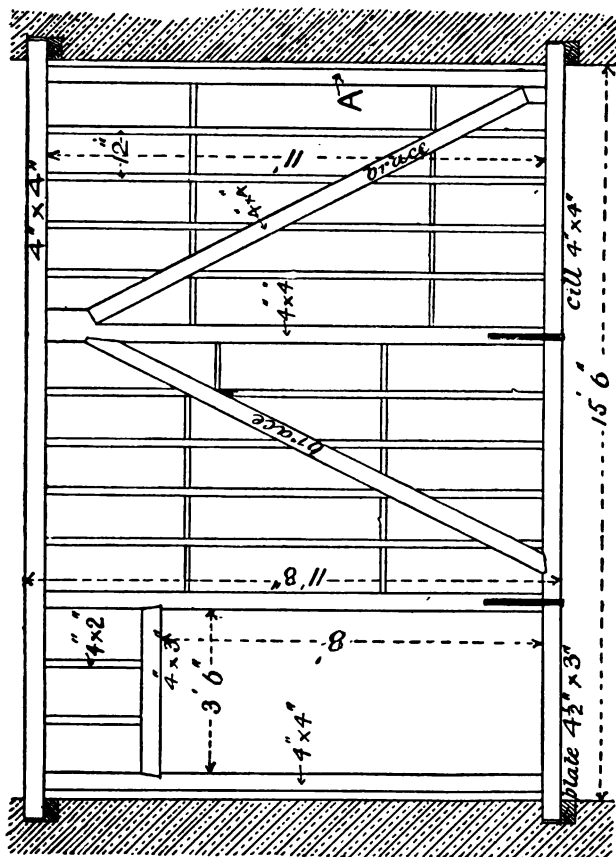 4" × 4"
12"
11'
A
brace
4" × 4"
4" × 4"
cill 4" × 4"
15' 6"
brace
11' 8"
4" × 2"
4" × 3"
3' 6"
8'
4" × 4"
plate 4½" × 3"